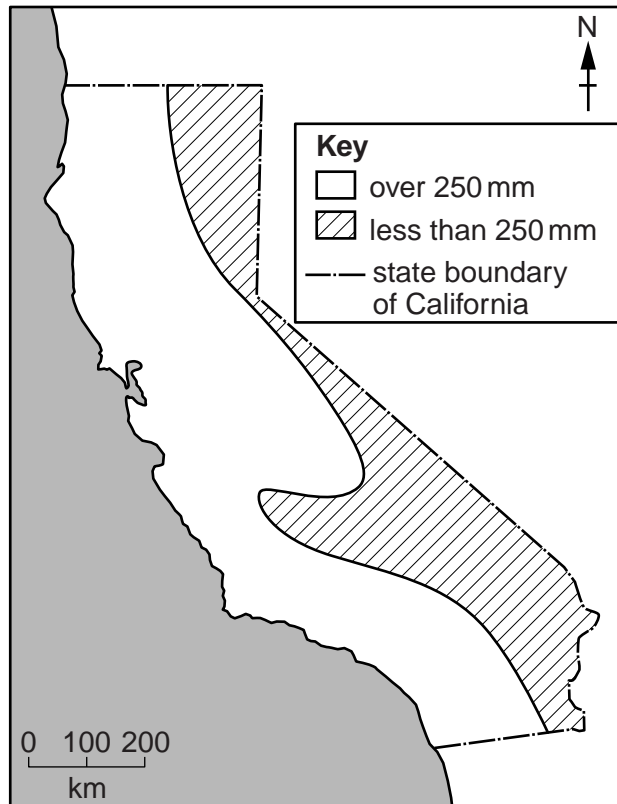 N
Key
over 250 mm
less than 250 mm
state boundary
of California
0 100 200
km